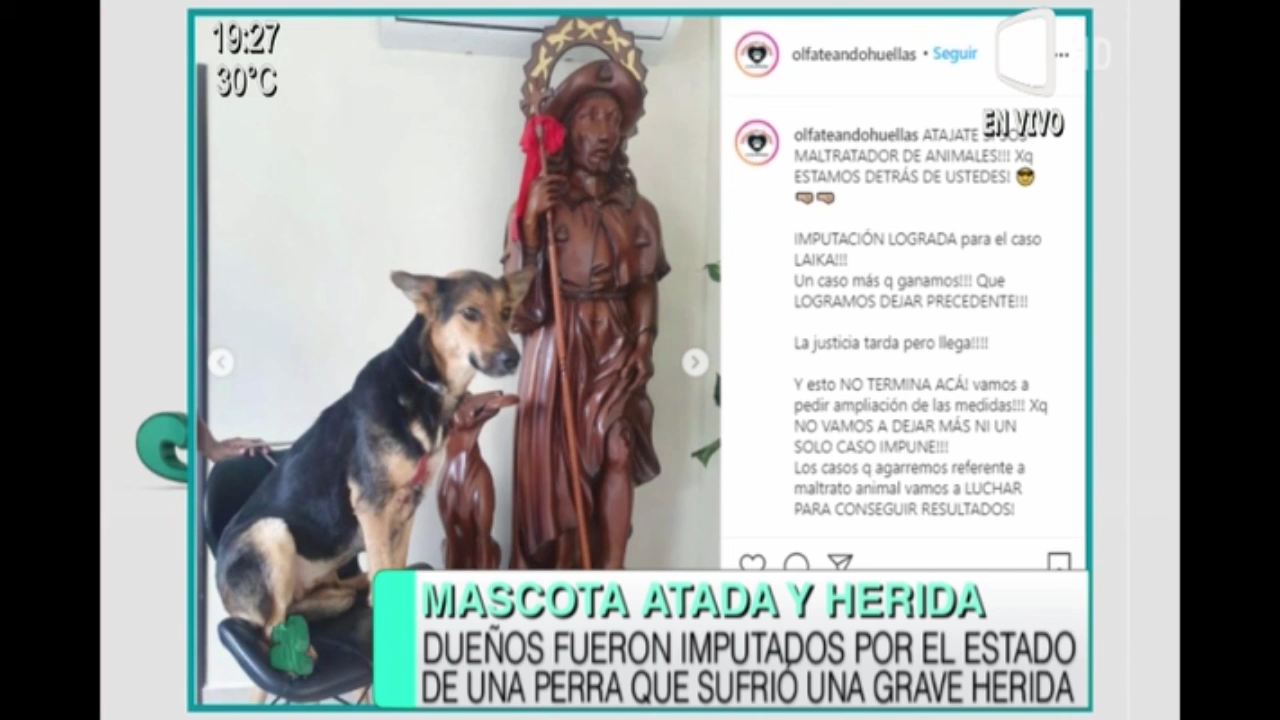 19:27
30°C
olfateandohuellas • Seguir
EN VIVO
olfateandohuellas ATAJATE SI SOS
MALTRATADOR DE ANIMALES!!! Xq
ESTAMOS DETRÁS DE USTEDES! 😎
🤜🤜
IMPUTACIÓN LOGRADA para el caso
LAIKA!!!
Un caso más q ganamos!!! Que
LOGRAMOS DEJAR PRECEDENTE!!!
La justicia tarda pero llega!!!!
Y esto NO TERMINA ACÁ! vamos a
pedir ampliación de las medidas!!! Xq
NO VAMOS A DEJAR MÁS NI UN
SOLO CASO IMPUNE!!!
Los casos q agarremos referente a
maltrato animal vamos a LUCHAR
PARA CONSEGUIR RESULTADOS!
MASCOTA ATADA Y HERIDA
DUEÑOS FUERON IMPUTADOS POR EL ESTADO
DE UNA PERRA QUE SUFRIÓ UNA GRAVE HERIDA